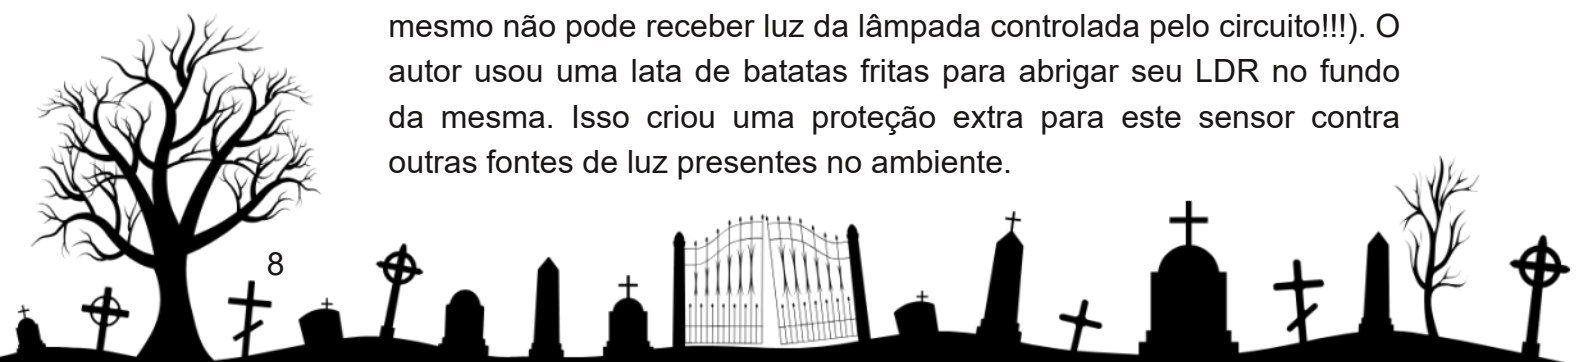 mesmo não pode receber luz da lâmpada controlada pelo circuito!!!). O
autor usou uma lata de batatas fritas para abrigar seu LDR no fundo
da mesma. Isso criou uma proteção extra para este sensor contra
outras fontes de luz presentes no ambiente.
8